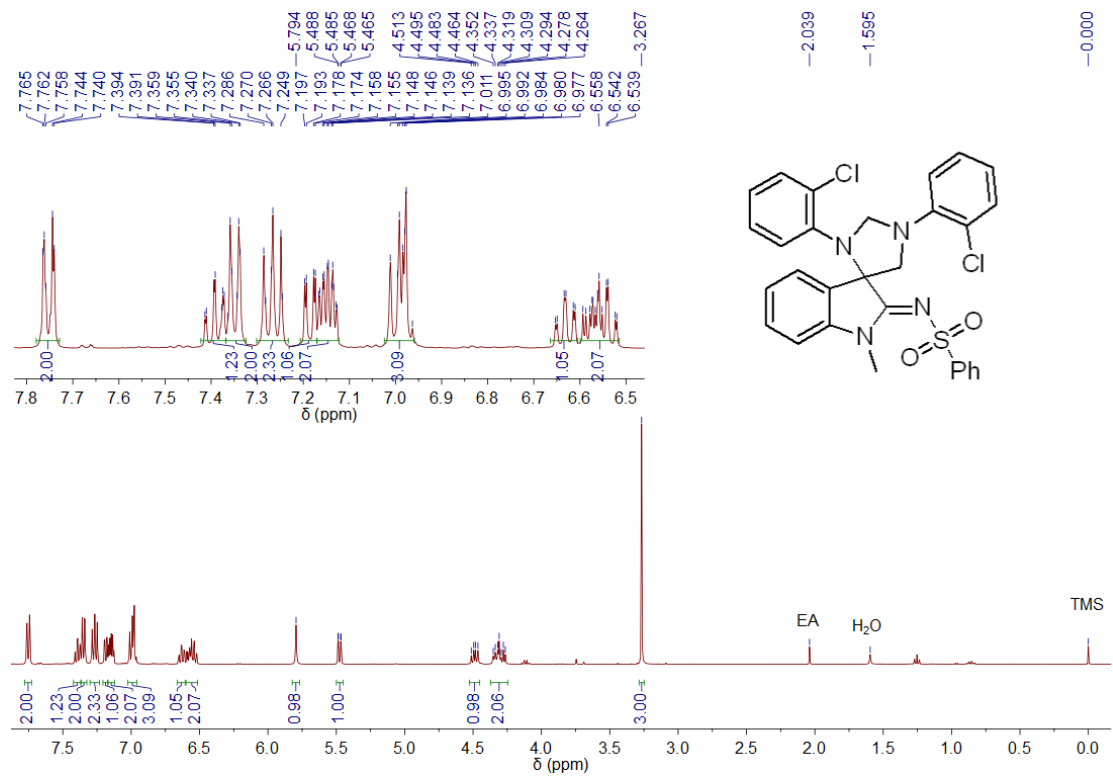 5.794 5.488 5.485 5.468 5.465 4.513 4.495 4.483 4.464 4.352 4.337 4.319 4.309 4.294 4.278 4.264 3.267 2.039 1.595 0.000
7.765 7.762 7.758 7.744 7.740 7.394 7.391 7.359 7.355 7.340 7.337 7.286 7.270 7.266 7.249 7.197 7.193 7.178 7.174 7.158 7.155 7.148 7.146 7.139 7.136 7.011 6.995 6.992 6.984 6.980 6.977 6.558 6.542 6.539
Cl
N
N
Cl
N
O
S
N
O
Ph
2.00 1.23 2.00 2.33 1.06 2.07 3.09 1.05 2.07
7.8 7.7 7.6 7.5 7.4 7.3 7.2 7.1 7.0 6.9 6.8 6.7 6.6 6.5
δ (ppm)
EA
H2O
TMS
2.00 1.23 2.00 2.33 1.06 2.07 3.09 1.05 2.07 0.98 1.00 0.98 2.06 3.00
7.5 7.0 6.5 6.0 5.5 5.0 4.5 4.0 3.5 3.0 2.5 2.0 1.5 1.0 0.5 0.0
δ (ppm)